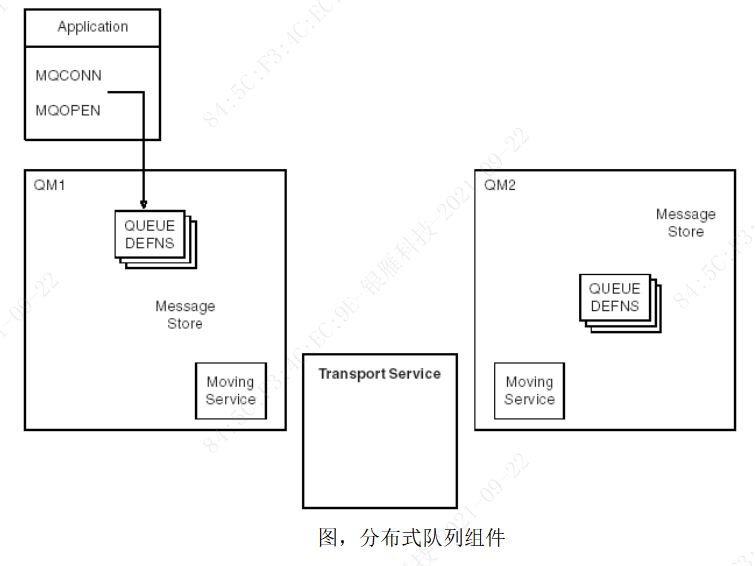 Application
MQCONN
MQOPEN
QM1
QUEUE
DEFNS
Message
Store
Moving
Service
Transport Service
QM2
Message
Store
QUEUE
DEFNS
Moving
Service
图，分布式队列组件
84:5C:F3:4C:EC:9E-银雁科技-2021-09-22